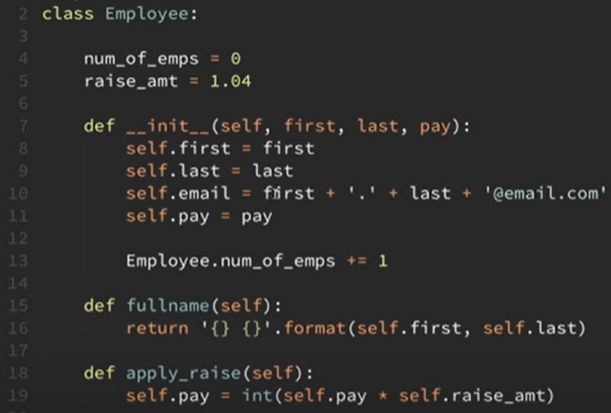 2 class Employee:
3
4     num_of_emps = 0
5     raise_amt = 1.04
6
7     def __init__(self, first, last, pay):
8         self.first = first
9         self.last = last
10         self.email = first + '.' + last + '@email.com'
11         self.pay = pay
12
13         Employee.num_of_emps += 1
14
15     def fullname(self):
16         return '{} {}'.format(self.first, self.last)
17
18     def apply_raise(self):
19         self.pay = int(self.pay * self.raise_amt)